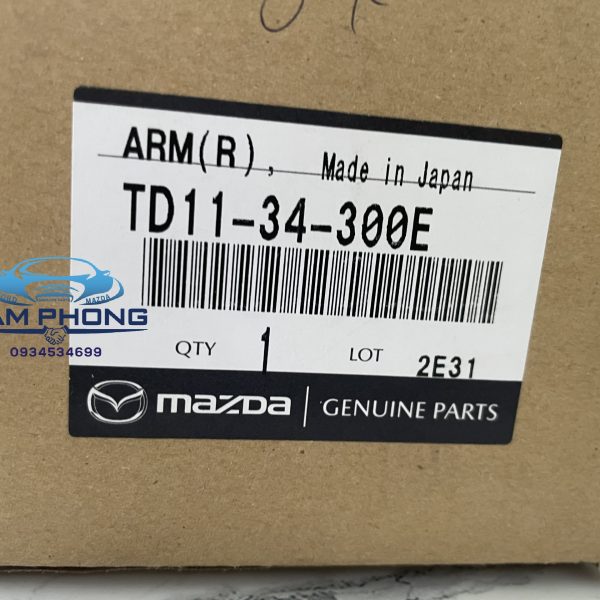 ARM(R), Made in Japan
TD11-34-300E
AM PHONG
0934534699
QTY 1 LOT 2E31
mazda GENUINE PARTS